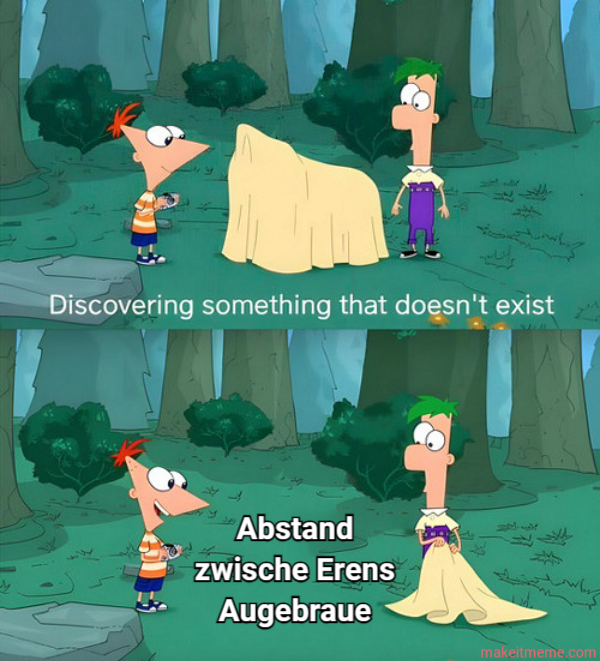 Discovering something that doesn't exist
Abstand
zwische Erens
Augebraue
makeitmeme.com